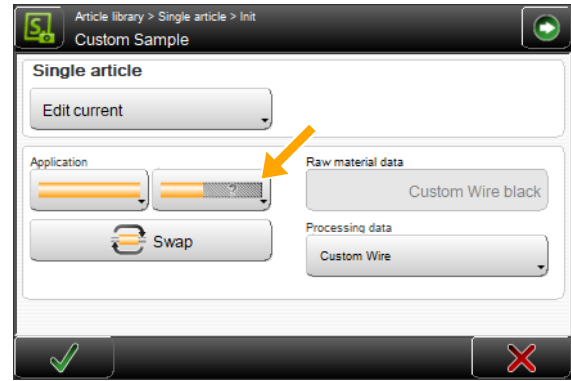 Article library > Single article > Init
Custom Sample
Single article
Edit current
Application
?
Swap
Raw material data
Custom Wire black
Processing data
Custom Wire